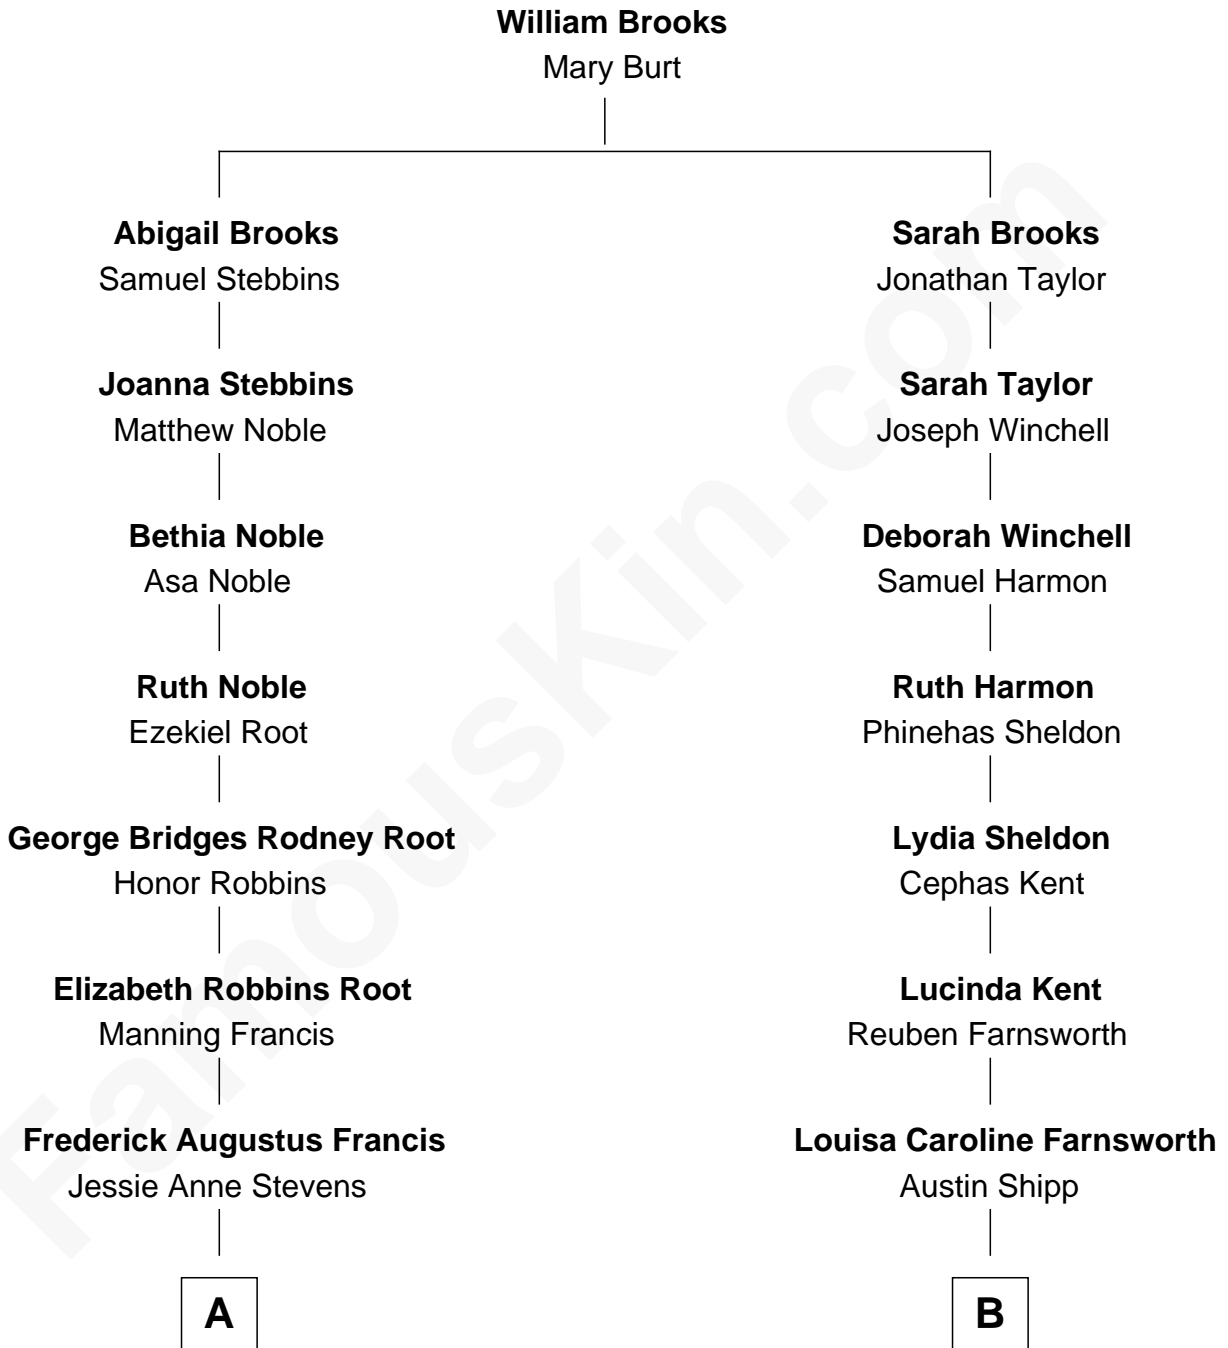 William Brooks
Mary Burt
Abigail Brooks
Samuel Stebbins
Joanna Stebbins
Matthew Noble
Bethia Noble
Asa Noble
Ruth Noble
Ezekiel Root
George Bridges Rodney Root
Honor Robbins
Elizabeth Robbins Root
Manning Francis
Frederick Augustus Francis
Jessie Anne Stevens
A
Sarah Brooks
Jonathan Taylor
Sarah Taylor
Joseph Winchell
Deborah Winchell
Samuel Harmon
Ruth Harmon
Phinehas Sheldon
Lydia Sheldon
Cephas Kent
Lucinda Kent
Reuben Farnsworth
Louisa Caroline Farnsworth
Austin Shipp
B
FamousKin.com